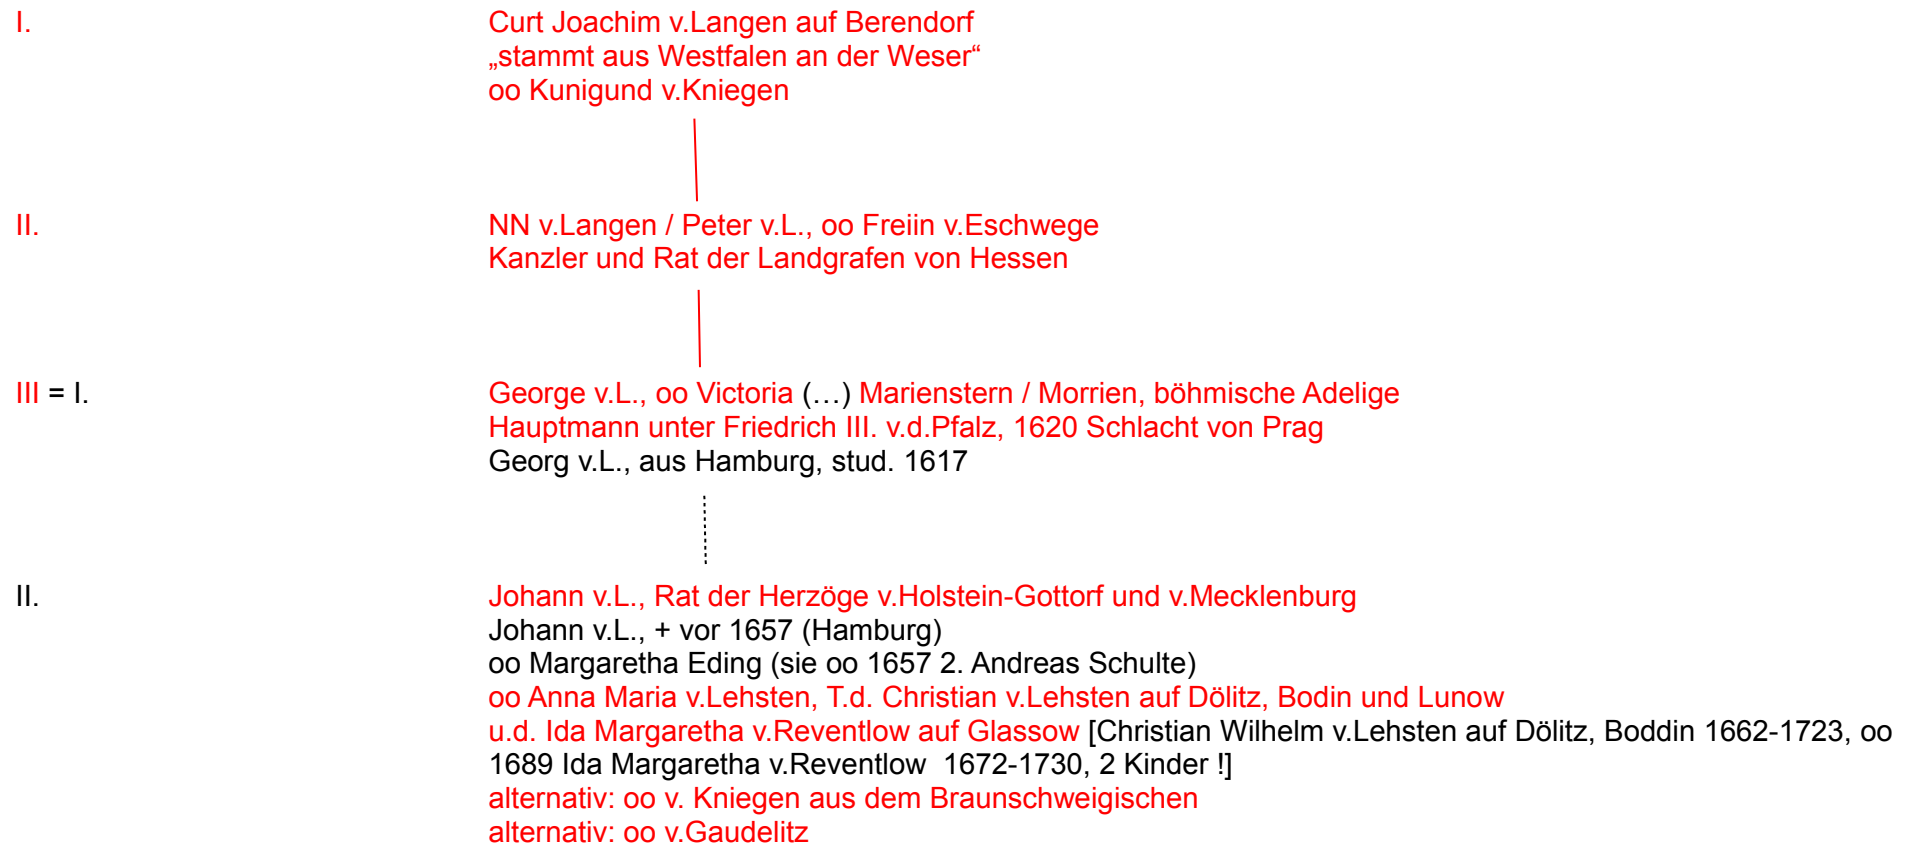 I. Curt Joachim v.Langen auf Berendorf
„stammt aus Westfalen an der Weser“
oo Kunigund v.Kniegen
II. NN v.Langen / Peter v.L., oo Freiin v.Eschwege
Kanzler und Rat der Landgrafen von Hessen
III = I. George v.L., oo Victoria (…) Marienstern / Morrien, böhmische Adelige
Hauptmann unter Friedrich III. v.d.Pfalz, 1620 Schlacht von Prag
Georg v.L., aus Hamburg, stud. 1617
II. Johann v.L., Rat der Herzöge v.Holstein-Gottorf und v.Mecklenburg
Johann v.L., + vor 1657 (Hamburg)
oo Margaretha Eding (sie oo 1657 2. Andreas Schulte)
oo Anna Maria v.Lehsten, T.d. Christian v.Lehsten auf Dölitz, Bodin und Lunow
u.d. Ida Margaretha v.Reventlow auf Glassow [Christian Wilhelm v.Lehsten auf Dölitz, Boddin 1662-1723, oo
1689 Ida Margaretha v.Reventlow 1672-1730, 2 Kinder !]
alternativ: oo v. Kniegen aus dem Braunschweigischen
alternativ: oo v.Gaudelitz